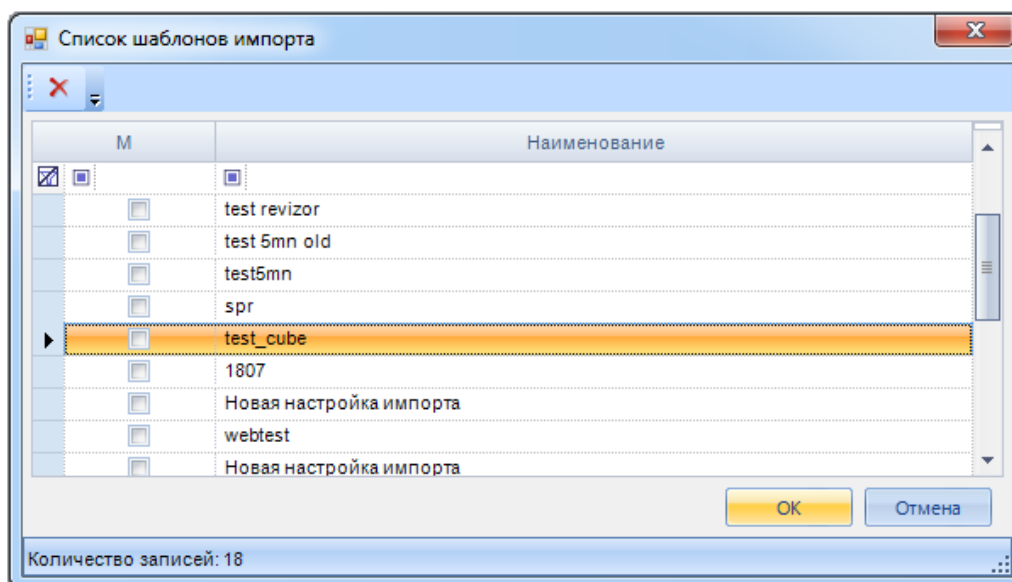 Список шаблонов импорта
М Наименование
test revizor
test 5mn old
test5mn
spr
test_cube
1807
Новая настройка импорта
webtest
Новая настройка импорта
ОК Отмена
Количество записей: 18